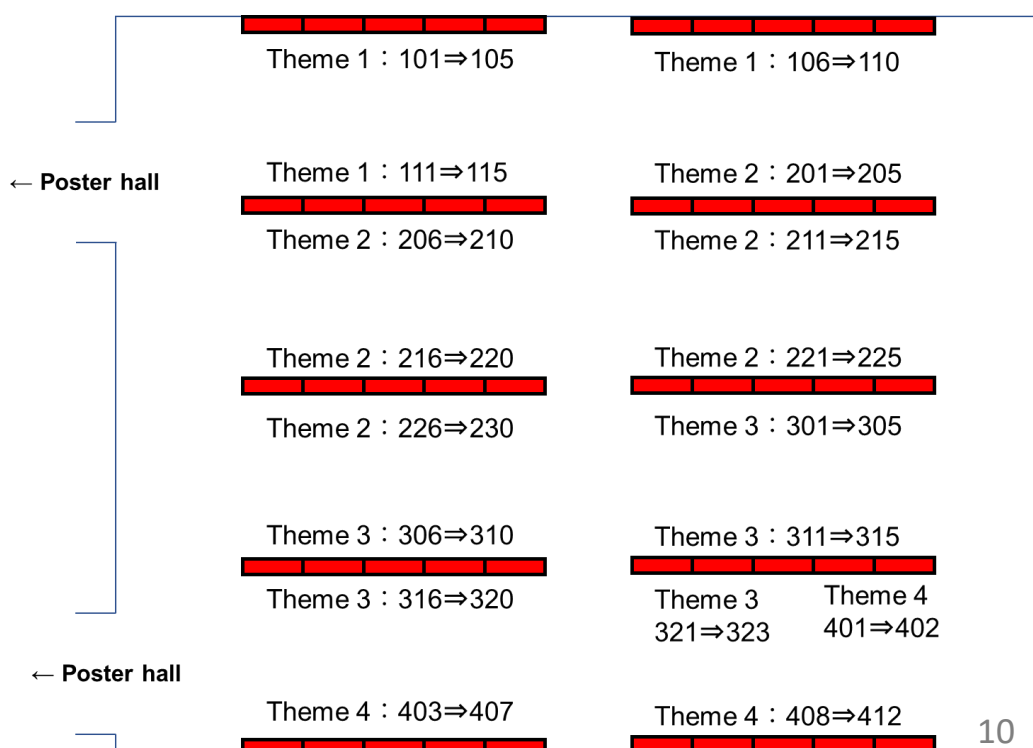 Theme 1：101⇒105
Theme 1：106⇒110
← Poster hall
Theme 1：111⇒115
Theme 2：201⇒205
Theme 2：206⇒210
Theme 2：211⇒215
Theme 2：216⇒220
Theme 2：221⇒225
Theme 2：226⇒230
Theme 3：301⇒305
Theme 3：306⇒310
Theme 3：311⇒315
Theme 3：316⇒320
Theme 3
321⇒323
Theme 4
401⇒402
← Poster hall
Theme 4：403⇒407
Theme 4：408⇒412
10